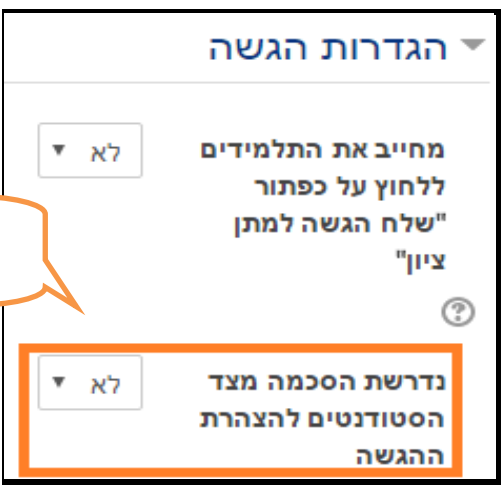 הגדרות הגשה
מחייב את התלמידים
ללחוץ על כפתור
"שלח הגשה למתן
ציון"
לא
?
נדרשת הסכמה מצד
הסטודנטים להצהרת
ההגשה
לא